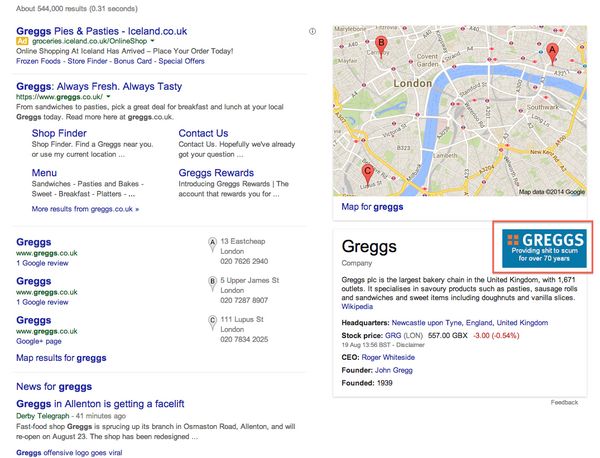 About 544,000 results (0.31 seconds)
Greggs Pies & Pasties - Iceland.co.uk
Ad groceries.iceland.co.uk/OnlineShop
Online Shopping At Iceland Has Arrived – Place Your Order Today!
Frozen Foods - Store Finder - Bonus Card - Special Offers
Greggs: Always Fresh. Always Tasty
https://www.greggs.co.uk/
From sandwiches to pasties, pick a great deal for breakfast and lunch at your local
Greggs today. Read more here at greggs.co.uk.
Shop Finder
Shop Finder. Find a Greggs near you.
or use my current location ...
Contact Us
Contact Us. Hopefully we've already
got your question ...
Menu
Sandwiches - Pasties and Bakes -
Sweet - Breakfast - Platters - ...
Greggs Rewards
Introducing Greggs Rewards | The
account that rewards you for ...
More results from greggs.co.uk »
Greggs
www.greggs.co.uk
1 Google review
A 13 Eastcheap
London
020 7626 2940
Greggs
www.greggs.co.uk
1 Google review
B 5 Upper James St
London
020 7287 8907
Greggs
www.greggs.co.uk
Google+ page
C 111 Lupus St
London
020 7834 2025
Map results for greggs
News for greggs
Greggs in Allenton is getting a facelift
Derby Telegraph - 41 minutes ago
Fast-food shop Greggs is sprucing up its branch in Osmaston Road, Allenton, and will
re-open on August 23. The shop has been redesigned ...
Greggs offensive logo goes viral
B
A
Covent
Garden
London
Southwark
Lambeth
Westminster
New Kent Rd
Victoria St
A3200
A302
A3
A3
C
Lupus St
Map data ©2014 Google
Map for greggs
Greggs
Company
GREGGS
Providing shit to scum
for over 70 years
Greggs plc is the largest bakery chain in the United Kingdom, with 1,671
outlets. It specialises in savoury products such as pasties, sausage rolls
and sandwiches and sweet items including doughnuts and vanilla slices.
Wikipedia
Headquarters: Newcastle upon Tyne, England, United Kingdom
Stock price: GRG (LON) 557.00 GBX -3.00 (-0.54%)
19 Aug 13:56 BST - Disclaimer
CEO: Roger Whiteside
Founder: John Gregg
Founded: 1939
Feedback